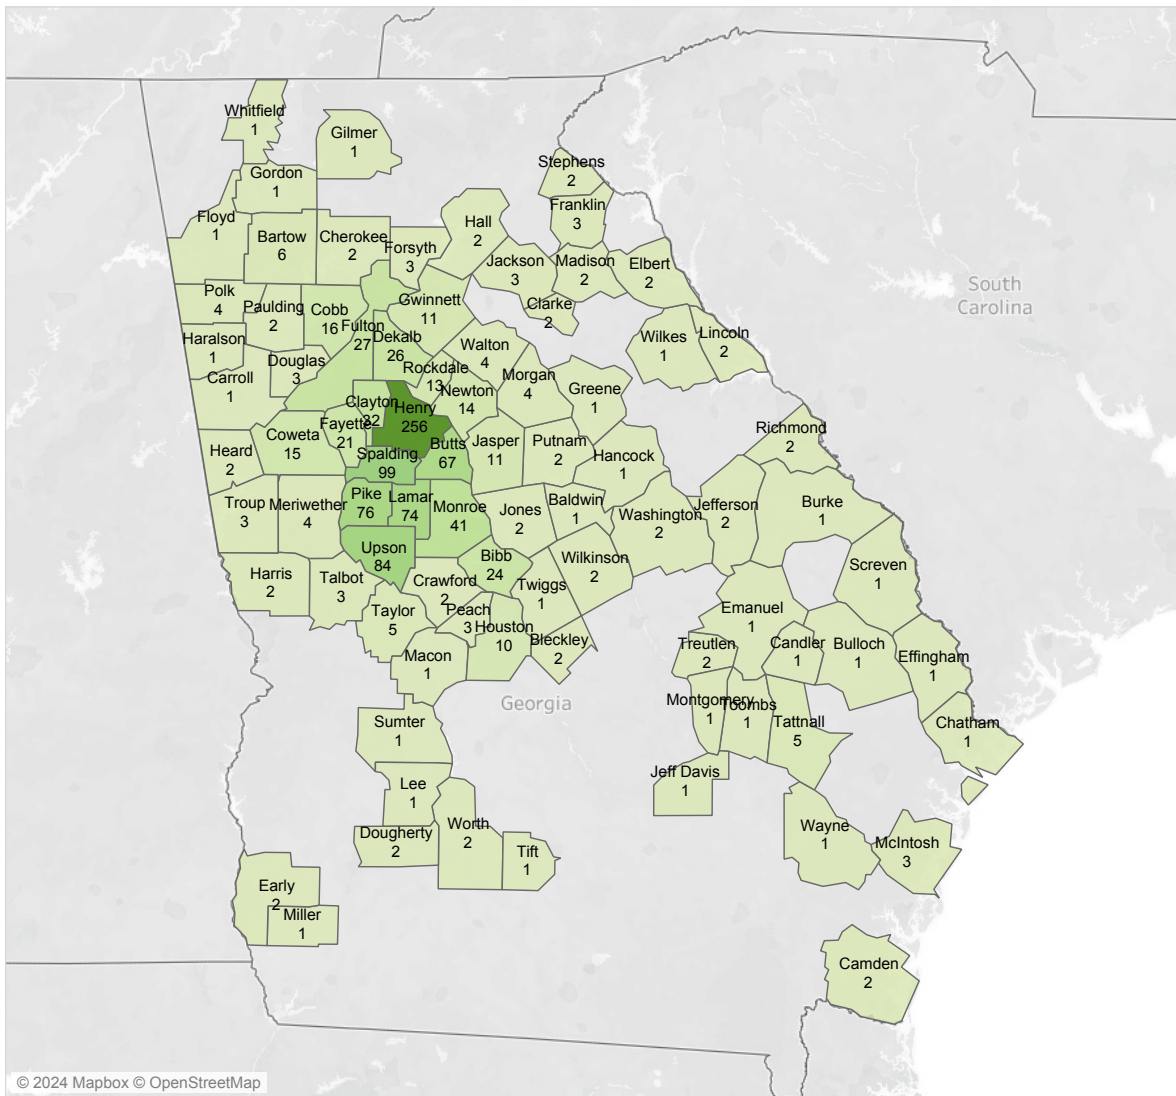 Whitfield
1
Gilmer
1
Gordon
1
Stephens
2
Franklin
3
Floyd
1
Bartow
6
Cherokee
2
Forsyth
3
Hall
2
Jackson
3
Madison
2
Elbert
2
Polk
4
Paulding
2
Cobb
16
Fulton
27
Gwinnett
11
Clarke
2
South
Carolina
Haralson
1
Douglas
3
Dekalb
26
Walton
4
Wilkes
1
Lincoln
2
Carroll
1
Rockdale
13
Newton
14
Morgan
4
Greene
1
Clayton
22
Henry
256
Fayette
21
Coweta
15
Heard
2
Spalding
99
Butts
67
Jasper
11
Putnam
2
Hancock
1
Richmond
2
Troup
3
Meriwether
4
Pike
76
Lamar
74
Monroe
41
Jones
2
Baldwin
1
Washington
2
Jefferson
2
Burke
1
Upson
84
Bibb
24
Wilkinson
2
Screven
1
Harris
2
Talbot
3
Crawford
2
Twiggs
1
Taylor
5
Peach
3
Houston
10
Bleckley
2
Emanuel
1
Treutlen
2
Candler
1
Bulloch
1
Effingham
1
Macon
1
Georgia
Montgomery
1
Toombs
1
Tattnall
5
Chatham
1
Sumter
1
Lee
1
Jeff Davis
1
Dougherty
2
Worth
2
Tift
1
Wayne
1
McIntosh
3
Early
2
Miller
1
Camden
2
© 2024 Mapbox © OpenStreetMap